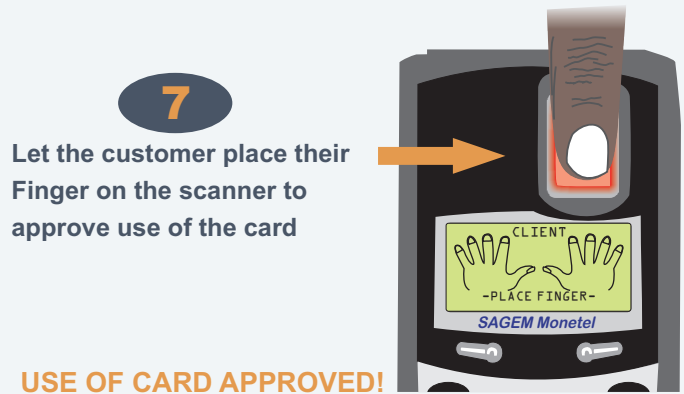 7
Let the customer place their
Finger on the scanner to
approve use of the card
CLIENT
-PLACE FINGER-
SAGEM Monetel
USE OF CARD APPROVED!